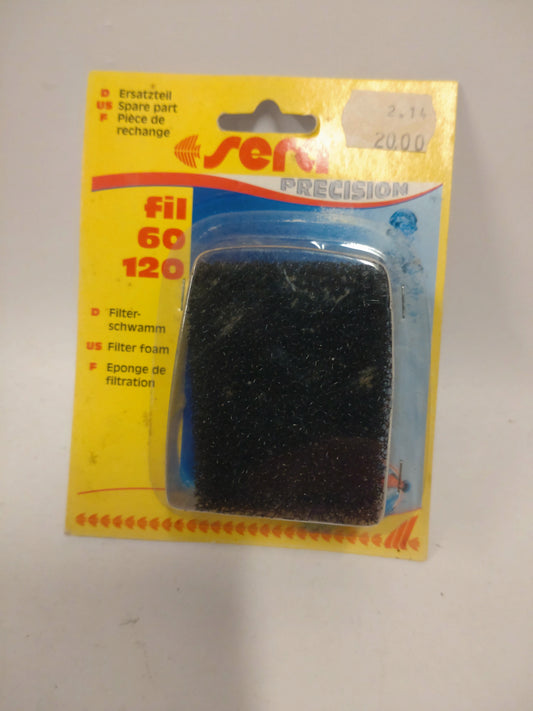 D Ersatzteil
US Spare part
F Pièce de
rechange
2.14
20.00
sera
PRECISION
fil
60
120
D Filter-
schwamm
US Filter foam
F Eponge de
filtration